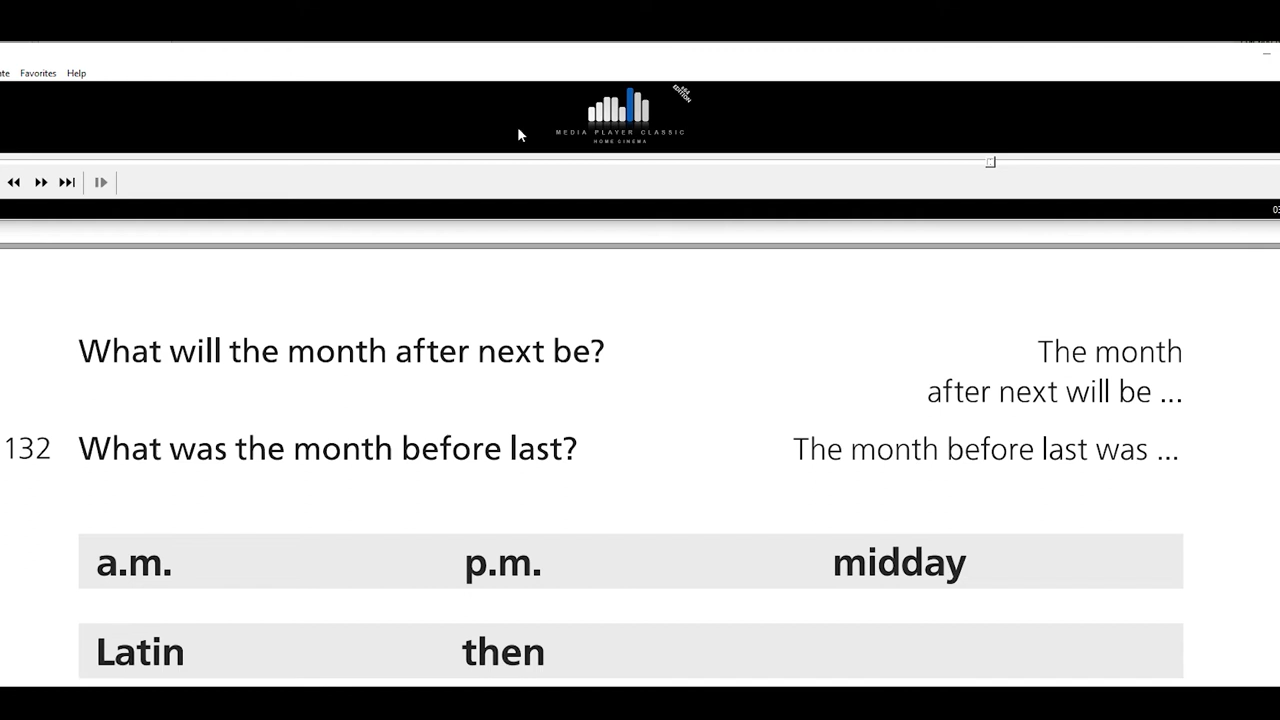 Favorites Help
EDITION
MEDIA PLAYER CLASSIC
HOME CINEMA
What will the month after next be? The month
after next will be ...
132 What was the month before last? The month before last was ...
a.m. p.m. midday
Latin then